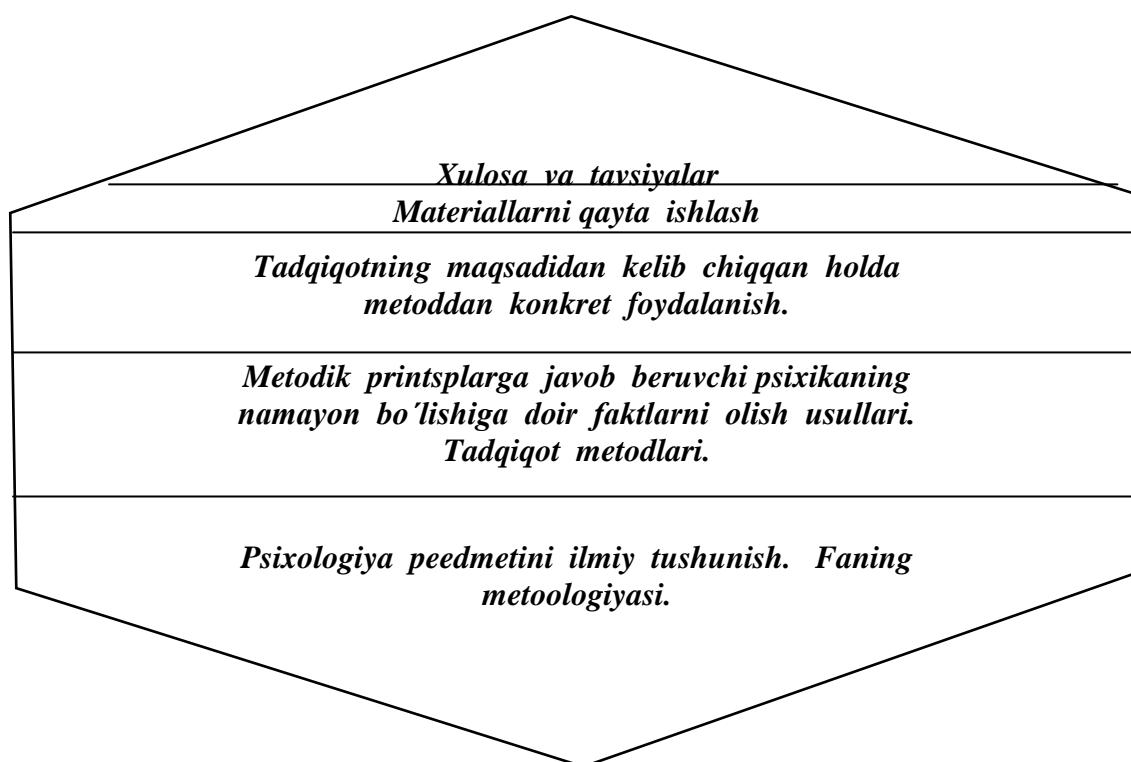 Xulosa va tavsiyalar
Materiallarni qayta ishlash
Tadqiqotning maqsadidan kelib chiqqan holda
metoddan konkret foydalanish.
Metodik printsplarga javob beruvchi psixikaning
namayon bo´lishiga doir faktlarni olish usullari.
Tadqiqot metodlari.
Psixologiya peedmetini ilmiy tushunish. Faning
metoologiyasi.